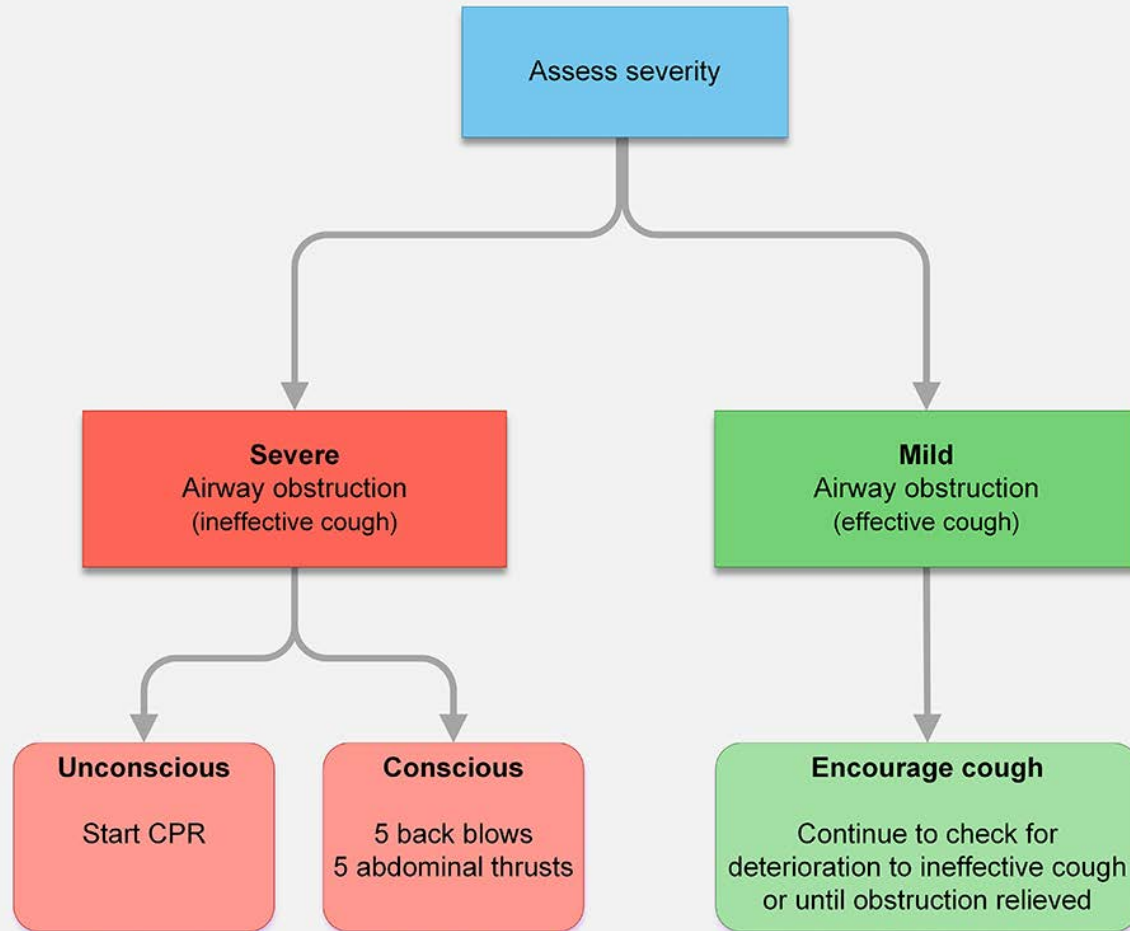 Assess severity
Severe
Airway obstruction
(ineffective cough)
Mild
Airway obstruction
(effective cough)
Unconscious
Start CPR
Conscious
5 back blows
5 abdominal thrusts
Encourage cough
Continue to check for
deterioration to ineffective cough
or until obstruction relieved